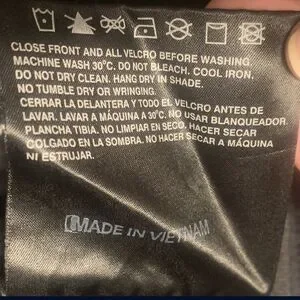 CLOSE FRONT AND ALL VELCRO BEFORE WASHING.
MACHINE WASH 30°C. DO NOT BLEACH. COOL IRON.
DO NOT DRY CLEAN. HANG DRY IN SHADE.
NO TUMBLE DRY OR WRINGING.
CERRAR LA DELANTERA Y TODO EL VELCRO ANTES DE
LAVAR. LAVAR A MÁQUINA A 30°C. NO USAR BLANQUEADOR.
PLANCHA TIBIA. NO LIMPIAR EN SECO. HACER SECAR
COLGADO EN LA SOMBRA. NO HACER SECAR A MÁQUINA
NI ESTRUJAR.
MADE IN VIETNAM